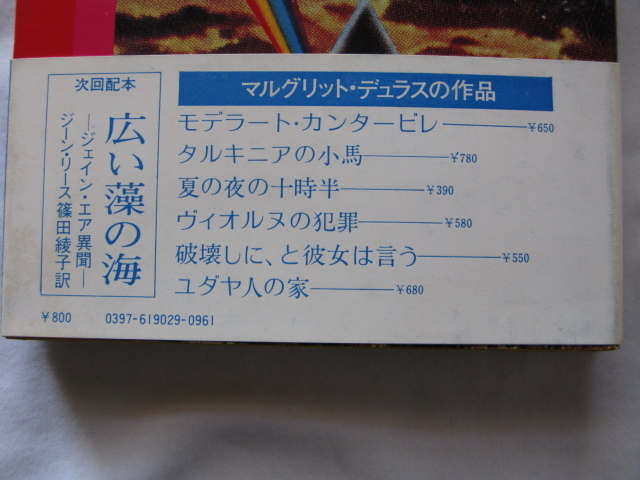 次回配本
広い藻の海
―ジェイン・エア異聞―
ジーン・リース 篠田綾子訳
マルグリット・デュラスの作品
モデラート・カンタービレ――¥650
タルキニアの小馬――¥780
夏の夜の十時半――¥390
ヴィオルヌの犯罪――¥580
破壊しに、と彼女は言う――¥550
ユダヤ人の家――¥680
¥800 0397-619029-0961